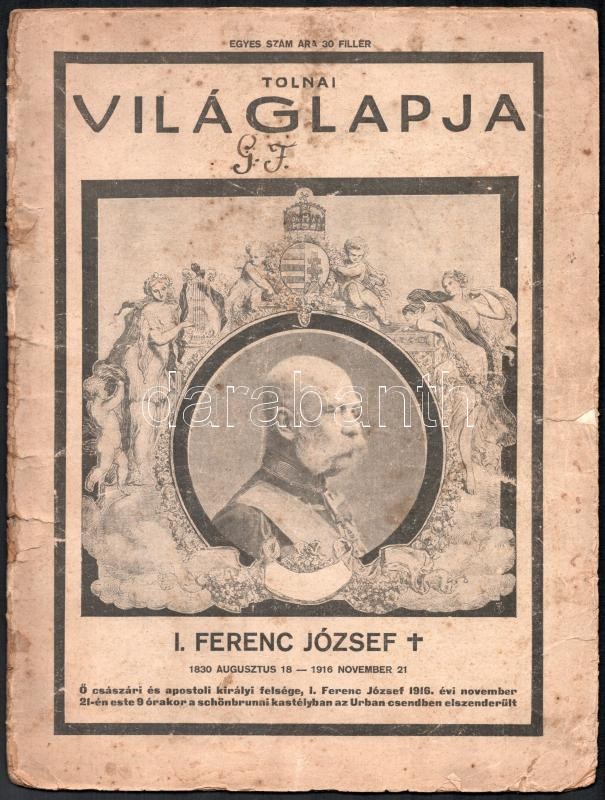 EGYES SZÁM ÁRA 30 FILLÉR
TOLNAI
VILÁGLAPJA
G. F.
darabanth
I. FERENC JÓZSEF ✝
1830 AUGUSZTUS 18 — 1916 NOVEMBER 21
Ő császári és apostoli királyi felsége, I. Ferenc József 1916. évi november
21-én este 9 órakor a schönbrunni kastélyban az Urban csendben elszenderült